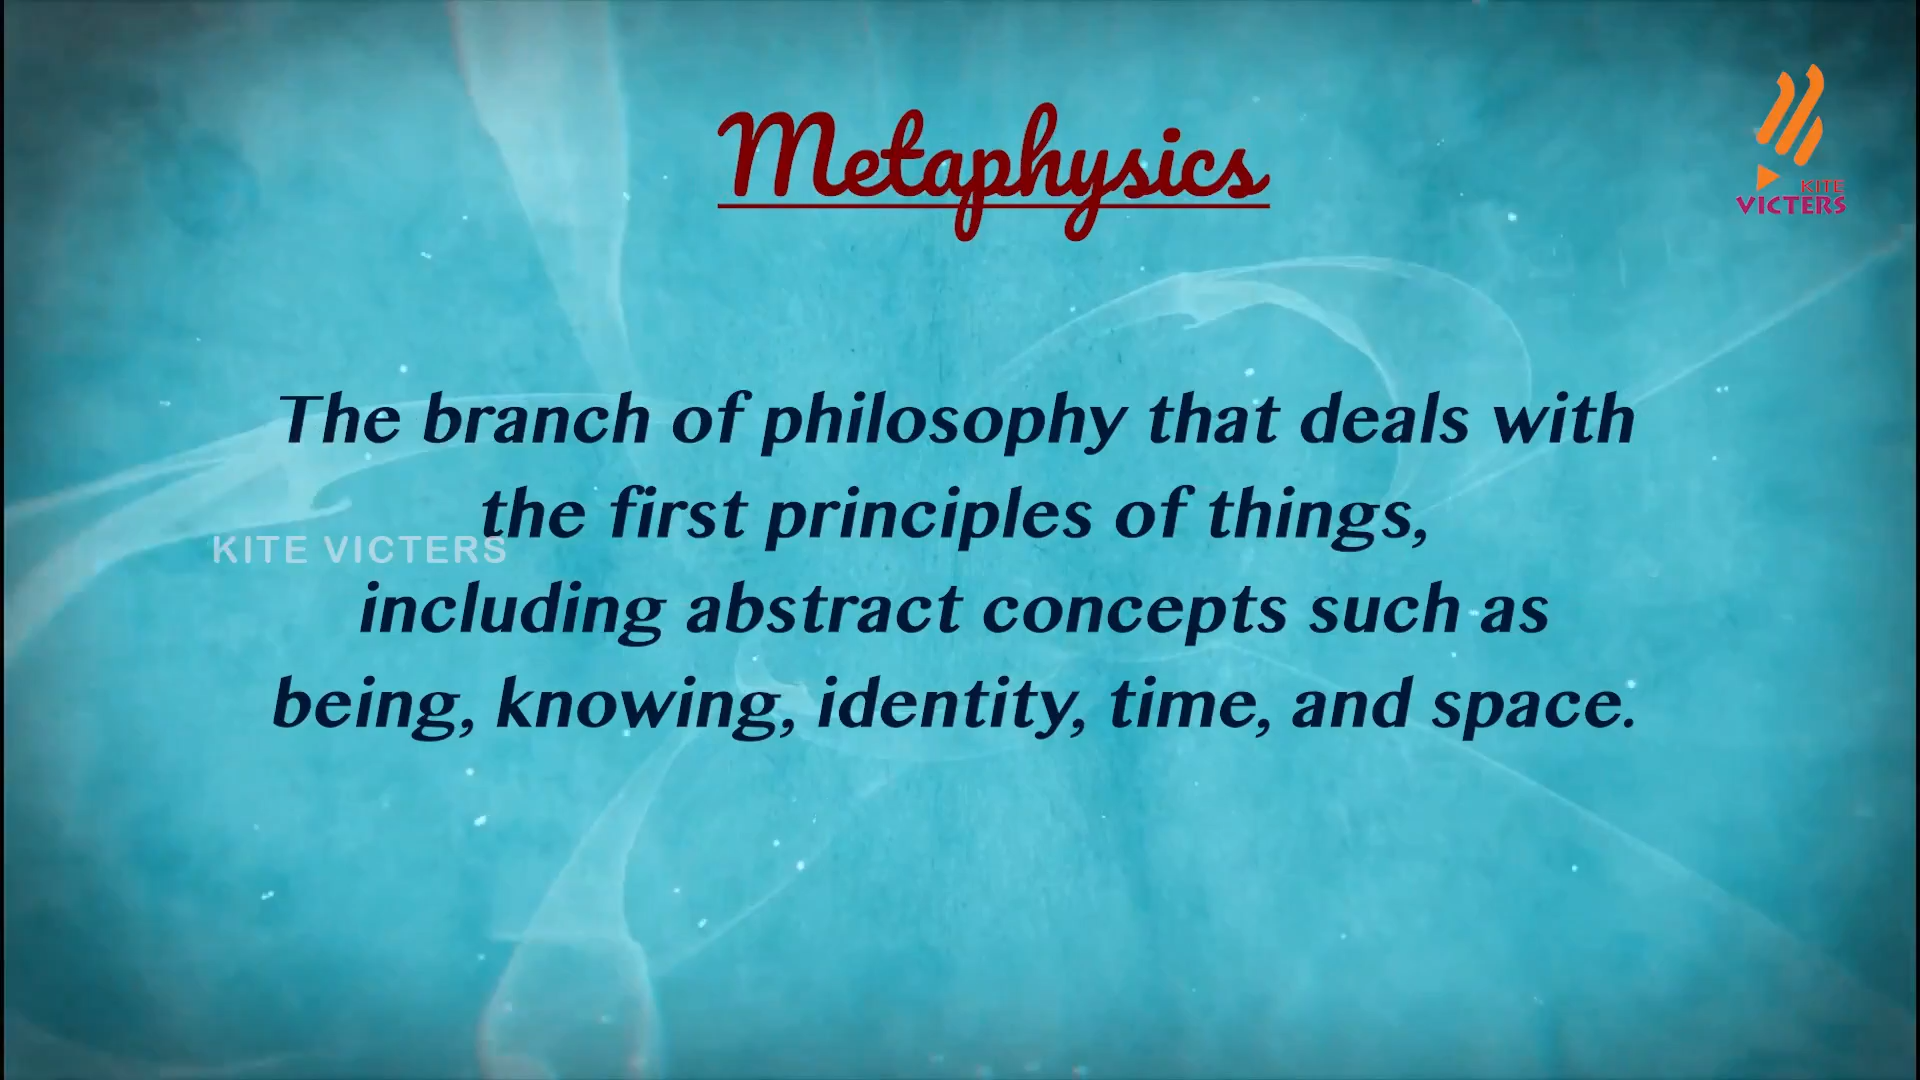 Metaphysics
KITE
VICTERS
The branch of philosophy that deals with
the first principles of things,
KITE VICTERS
including abstract concepts such as
being, knowing, identity, time, and space.